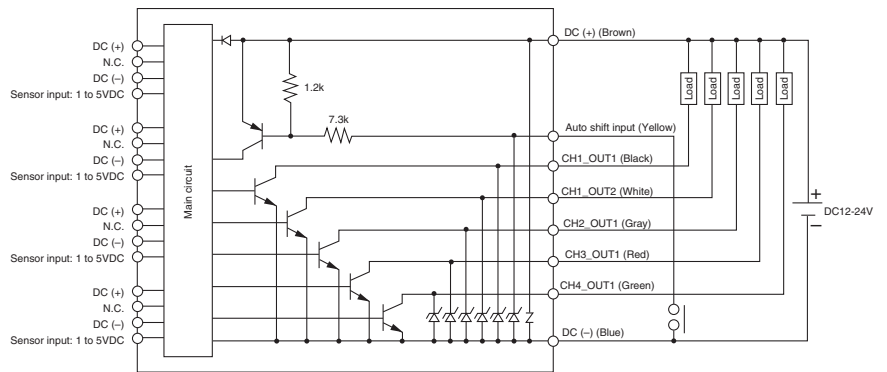 DC (+)
N.C.
DC (–)
Sensor input: 1 to 5VDC
DC (+)
N.C.
DC (–)
Sensor input: 1 to 5VDC
DC (+)
N.C.
DC (–)
Sensor input: 1 to 5VDC
DC (+)
N.C.
DC (–)
Sensor input: 1 to 5VDC
Main circuit
1.2k
7.3k
DC (+) (Brown)
Auto shift input (Yellow)
CH1_OUT1 (Black)
CH1_OUT2 (White)
CH2_OUT1 (Gray)
CH3_OUT1 (Red)
CH4_OUT1 (Green)
DC (–) (Blue)
Load
Load
Load
Load
Load
+
DC12-24V
–